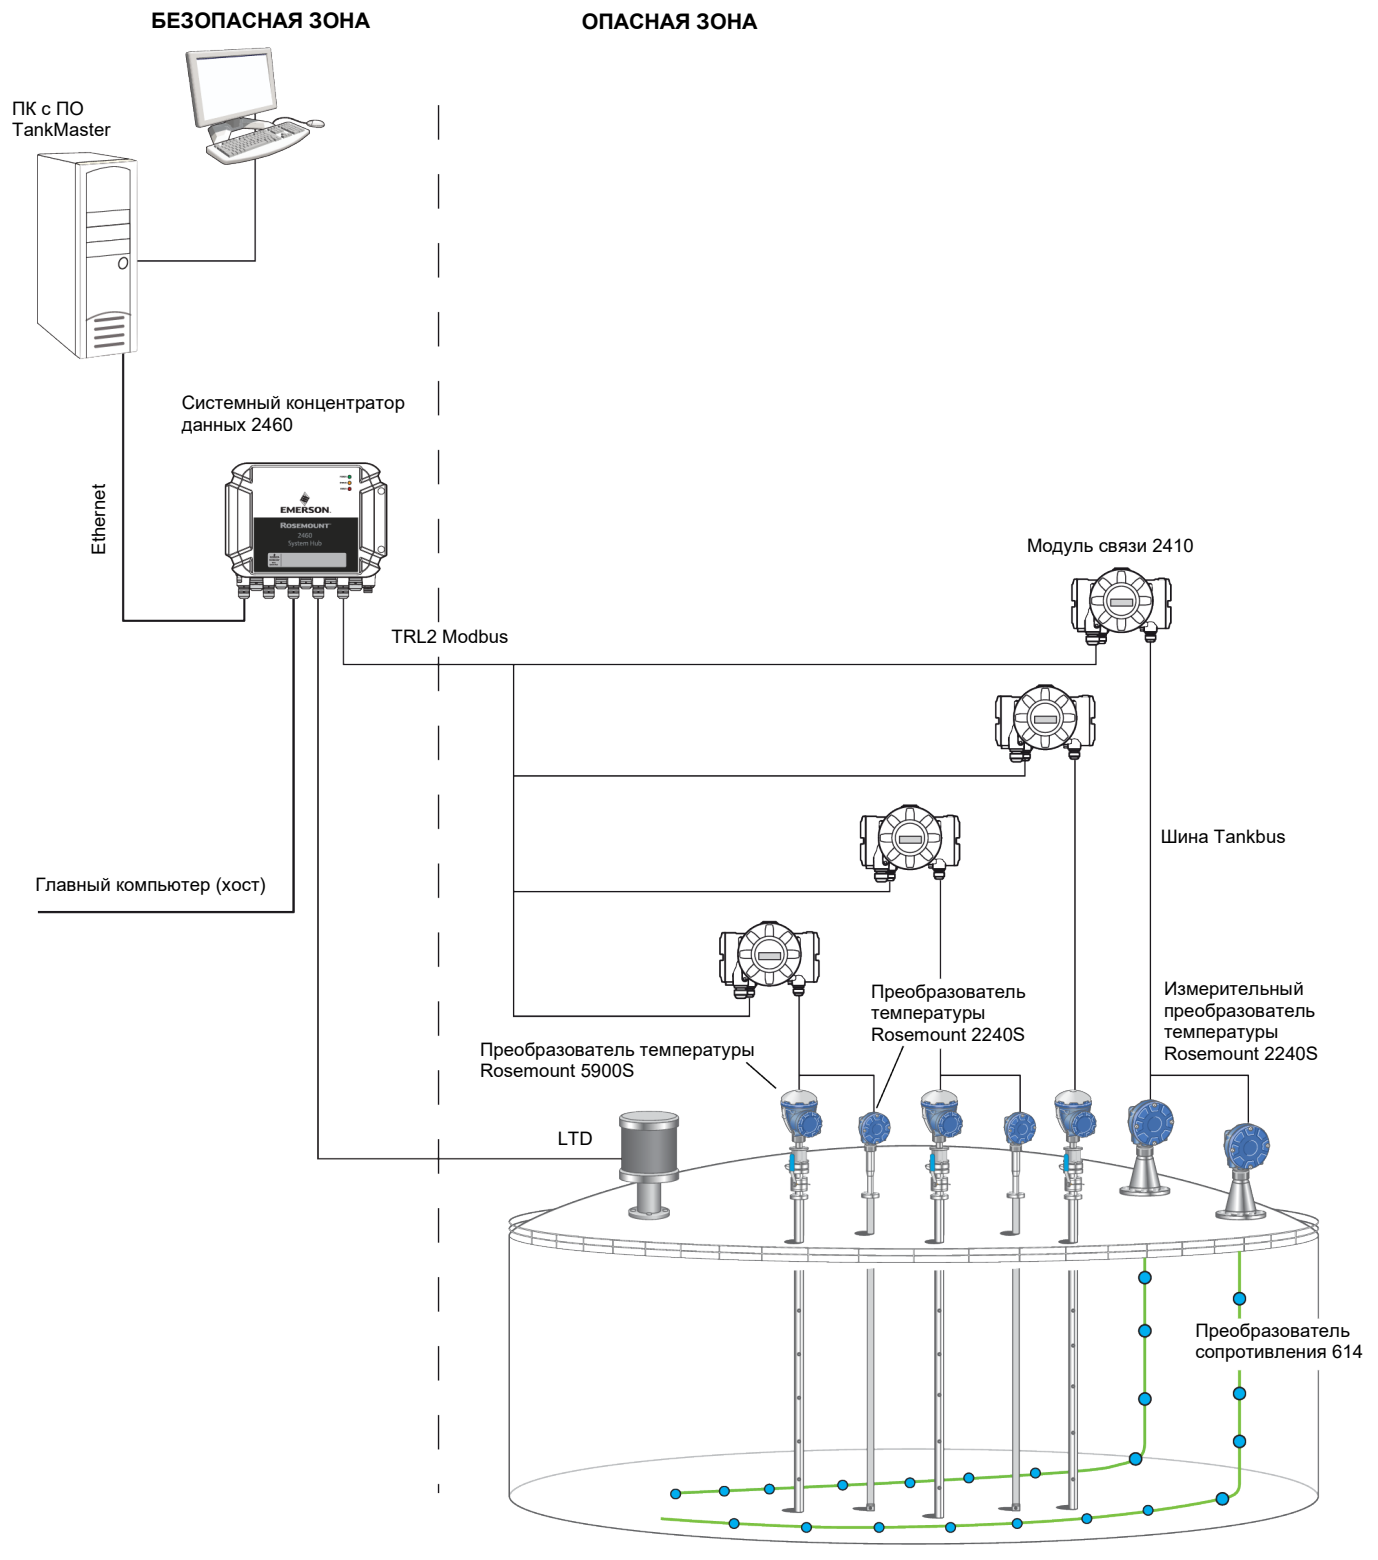 БЕЗОПАСНАЯ ЗОНА
ОПАСНАЯ ЗОНА
ПК с ПО
TankMaster
Системный концентратор
данных 2460
Ethernet
EMERSON.
ROSEMOUNT
2460
System Hub
Модуль связи 2410
TRL2 Modbus
Шина Tankbus
Главный компьютер (хост)
Преобразователь
температуры
Rosemount 2240S
Измерительный
преобразователь
температуры
Rosemount 2240S
Преобразователь температуры
Rosemount 5900S
LTD
Преобразователь
сопротивления 614